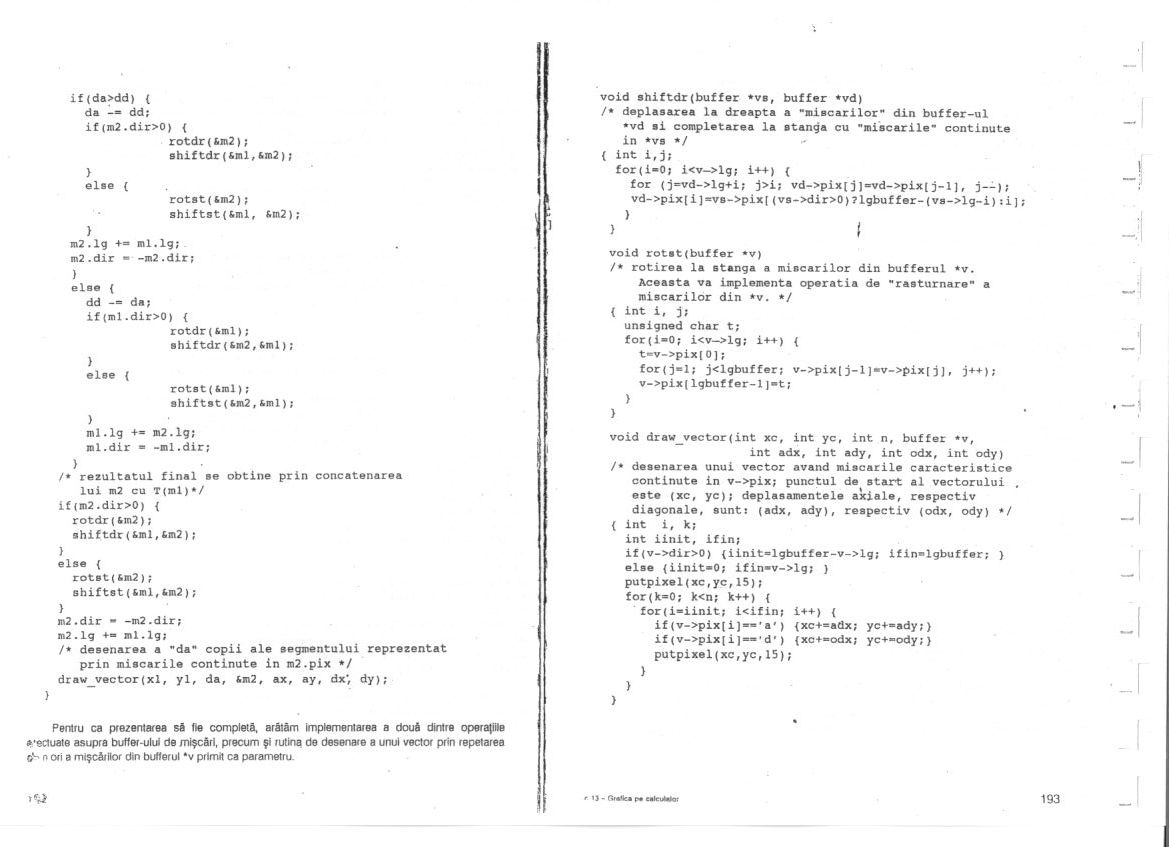 if(da>dd) {
da -= dd;
if(m2.dir>0) {
rotdr(&m2);
shiftdr(&m1,&m2);
}
else {
rotst(&m2);
shiftst(&m1, &m2);
}
m2.lg += m1.lg;
m2.dir = -m2.dir;
}
else {
dd -= da;
if(m1.dir>0) {
rotdr(&m1);
shiftdr(&m2,&m1);
}
else {
rotst(&m1);
shiftst(&m2,&m1);
}
m1.lg += m2.lg;
m1.dir = -m1.dir;
}
/* rezultatul final se obtine prin concatenarea
lui m2 cu T(m1)*/
if(m2.dir>0) {
rotdr(&m2);
shiftdr(&m1,&m2);
}
else {
rotst(&m2);
shiftst(&m1,&m2);
}
m2.dir = -m2.dir;
m2.lg += m1.lg;
/* desenarea a "da" copii ale segmentului reprezentat
prin miscarile continute in m2.pix */
draw_vector(x1, y1, da, &m2, ax, ay, dx, dy);
}
Pentru ca prezentarea să fie completă, arătăm implementarea a două dintre operaţiile
efectuate asupra buffer-ului de mişcări, precum şi rutina de desenare a unui vector prin repetarea
de n ori a mişcărilor din bufferul *v primit ca parametru.
192
void shiftdr(buffer *vs, buffer *vd)
/* deplasarea la dreapta a "miscarilor" din buffer-ul
*vd si completarea la stanga cu "miscarile" continute
in *vs */
{ int i,j;
for(i=0; i<v->lg; i++) {
for (j=vd->lg+i; j>i; vd->pix[j]=vd->pix[j-1], j--);
vd->pix[i]=vs->pix[(vs->dir>0)?lgbuffer-(vs->lg-i):i];
}
}
void rotst(buffer *v)
/* rotirea la stanga a miscarilor din bufferul *v.
Aceasta va implementa operatia de "rasturnare" a
miscarilor din *v. */
{ int i, j;
unsigned char t;
for(i=0; i<v->lg; i++) {
t=v->pix[0];
for(j=1; j<lgbuffer; v->pix[j-1]=v->pix[j], j++);
v->pix[lgbuffer-1]=t;
}
}
void draw_vector(int xc, int yc, int n, buffer *v,
int adx, int ady, int odx, int ody)
/* desenarea unui vector avand miscarile caracteristice
continute in v->pix; punctul de start al vectorului
este (xc, yc); deplasamentele axiale, respectiv
diagonale, sunt: (adx, ady), respectiv (odx, ody) */
{ int i, k;
int iinit, ifin;
if(v->dir>0) {iinit=lgbuffer-v->lg; ifin=lgbuffer; }
else {iinit=0; ifin=v->lg; }
putpixel(xc,yc,15);
for(k=0; k<n; k++) {
for(i=iinit; i<ifin; i++) {
if(v->pix[i]=='a') {xc+=adx; yc+=ady;}
if(v->pix[i]=='d') {xc+=odx; yc+=ody;}
putpixel(xc,yc,15);
}
}
}
c 13 – Grafica pe calculator
193